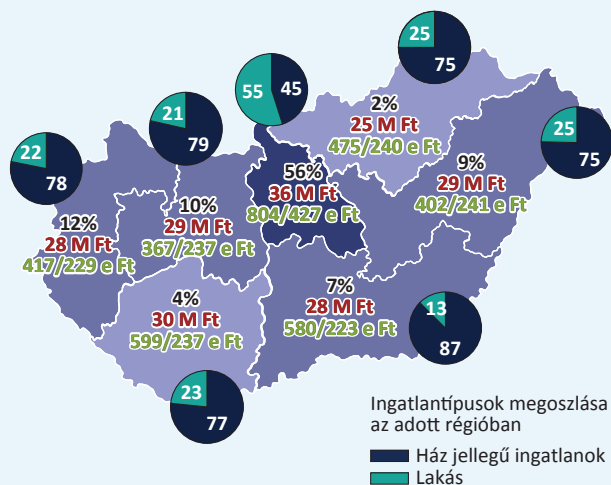 25
75
55
45
2%
25 M Ft
475/240 e Ft
21
79
25
75
22
78
56%
36 M Ft
804/427 e Ft
9%
29 M Ft
402/241 e Ft
10%
29 M Ft
367/237 e Ft
12%
28 M Ft
417/229 e Ft
7%
28 M Ft
580/223 e Ft
4%
30 M Ft
599/237 e Ft
13
87
23
77
Ingatlantípusok megoszlása
az adott régióban
Ház jellegű ingatlanok
Lakás